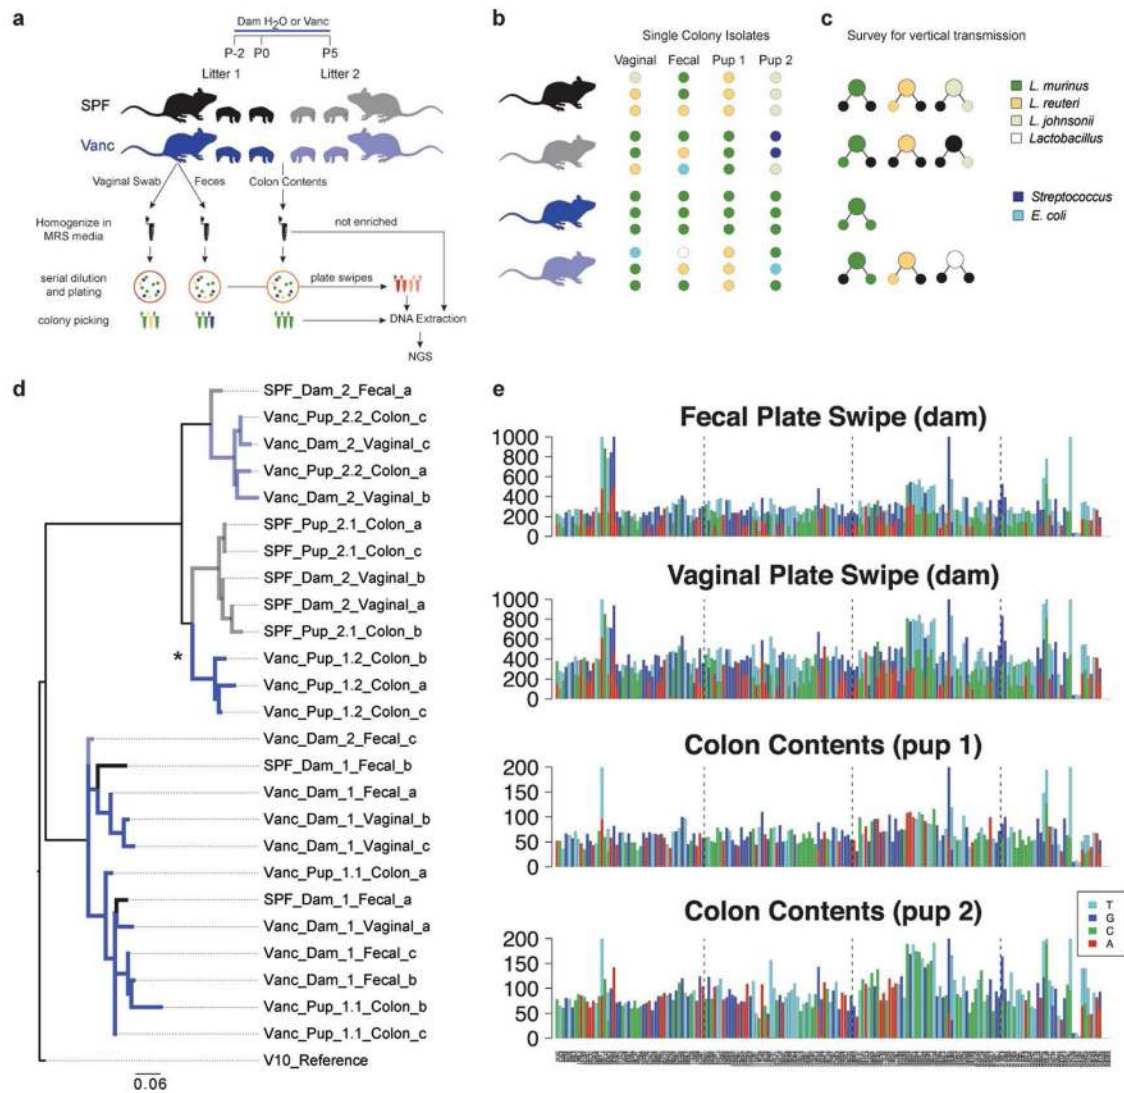 a
Dam H2O or Vanc
P-2 P0 P5
Litter 1 Litter 2
SPF
Vanc
Vaginal Swab Feces Colon Contents
Homogenize in
MRS media
not enriched
serial dilution
and plating
plate swipes
colony picking
DNA Extraction
NGS
b
Single Colony Isolates
Vaginal Fecal Pup 1 Pup 2
c
Survey for vertical transmission
L. murinus
L. reuteri
L. johnsonii
Lactobacillus
Streptococcus
E. coli
d
SPF_Dam_2_Fecal_a
Vanc_Pup_2.2_Colon_c
Vanc_Dam_2_Vaginal_c
Vanc_Pup_2.2_Colon_a
Vanc_Dam_2_Vaginal_b
SPF_Pup_2.1_Colon_a
SPF_Pup_2.1_Colon_c
SPF_Dam_2_Vaginal_b
SPF_Dam_2_Vaginal_a
SPF_Pup_2.1_Colon_b
*
Vanc_Pup_1.2_Colon_b
Vanc_Pup_1.2_Colon_a
Vanc_Pup_1.2_Colon_c
Vanc_Dam_2_Fecal_c
SPF_Dam_1_Fecal_b
Vanc_Dam_1_Fecal_a
Vanc_Dam_1_Vaginal_b
Vanc_Dam_1_Vaginal_c
Vanc_Pup_1.1_Colon_a
SPF_Dam_1_Fecal_a
Vanc_Dam_1_Vaginal_a
Vanc_Dam_1_Fecal_c
Vanc_Dam_1_Fecal_b
Vanc_Pup_1.1_Colon_b
Vanc_Pup_1.1_Colon_c
V10_Reference
0.06
e
Fecal Plate Swipe (dam)
1000
800
600
400
200
0
Vaginal Plate Swipe (dam)
1000
800
600
400
200
0
Colon Contents (pup 1)
200
150
100
50
0
Colon Contents (pup 2)
200
150
100
50
0
T
G
C
A